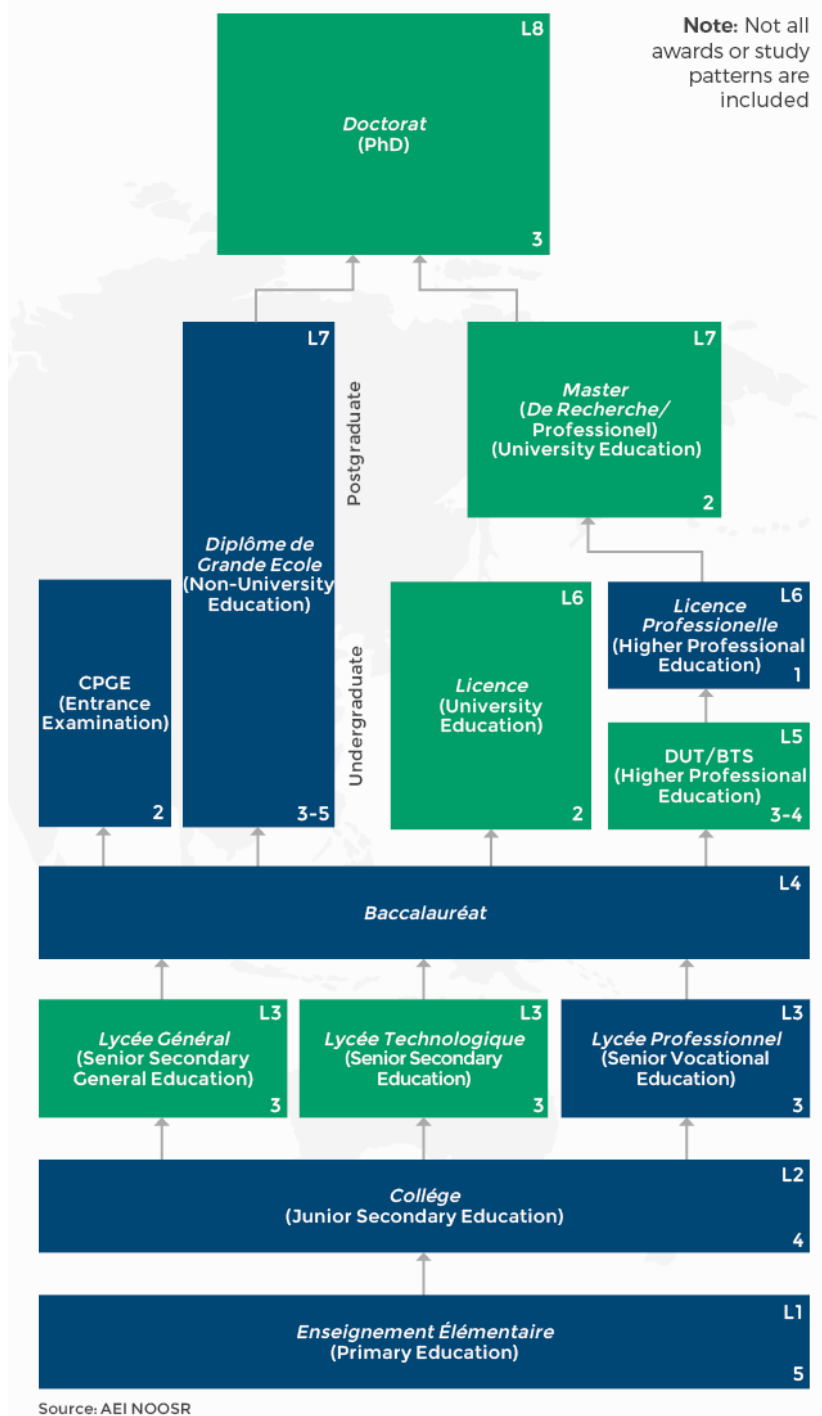 L8
Note: Not all
awards or study
patterns are
included
Doctorat
(PhD)
3
L7
Diplôme de
Grande Ecole
(Non-University
Education)
3-5
Postgraduate
Undergraduate
L7
Master
(De Recherche/
Professionel)
(University Education)
2
CPGE
(Entrance
Examination)
2
L6
Licence
(University
Education)
2
L6
Licence
Professionelle
(Higher Professional
Education)
1
L5
DUT/BTS
(Higher Professional
Education)
3-4
L4
Baccalauréat
L3
Lycée Général
(Senior Secondary
General Education)
3
L3
Lycée Technologique
(Senior Secondary
Education)
3
L3
Lycée Professionnel
(Senior Vocational
Education)
3
L2
Collége
(Junior Secondary Education)
4
L1
Enseignement Élémentaire
(Primary Education)
5
Source: AEI NOOSR